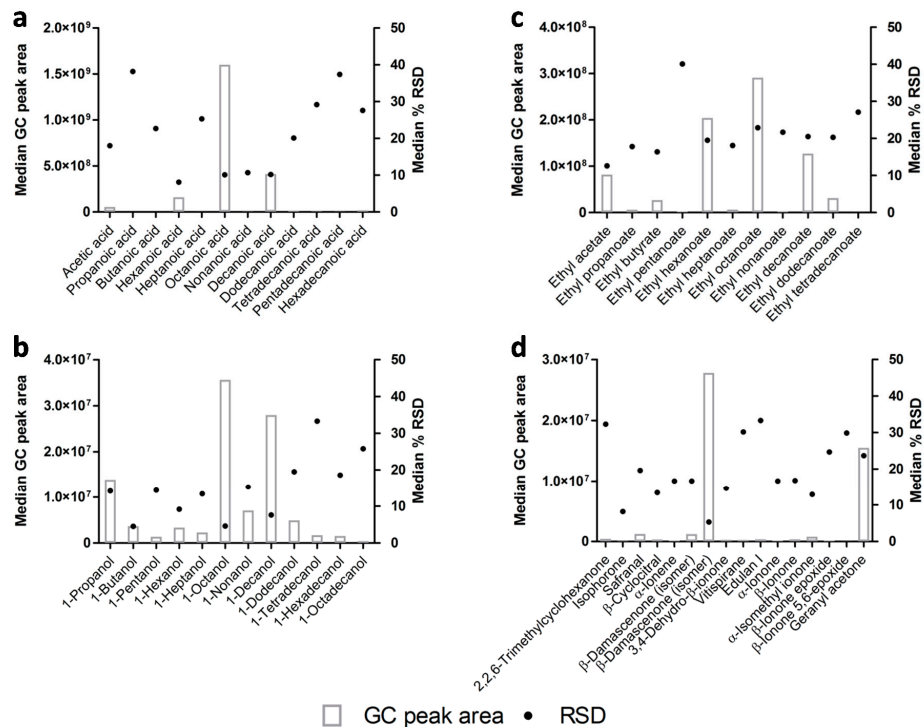 a
2.0×10⁹
1.5×10⁹
1.0×10⁹
5.0×10⁸
0
Median GC peak area
50
40
30
20
10
0
Median % RSD
Acetic acid
Propanoic acid
Butanoic acid
Hexanoic acid
Heptanoic acid
Octanoic acid
Nonanoic acid
Decanoic acid
Dodecanoic acid
Tetradecanoic acid
Pentadecanoic acid
Hexadecanoic acid
c
4.0×10⁸
3.0×10⁸
2.0×10⁸
1.0×10⁸
0
Median GC peak area
50
40
30
20
10
0
Median % RSD
Ethyl acetate
Ethyl propanoate
Ethyl butyrate
Ethyl pentanoate
Ethyl hexanoate
Ethyl heptanoate
Ethyl octanoate
Ethyl nonanoate
Ethyl decanoate
Ethyl dodecanoate
Ethyl tetradecanoate
b
4.0×10⁷
3.0×10⁷
2.0×10⁷
1.0×10⁷
0
Median GC peak area
50
40
30
20
10
0
Median % RSD
1-Propanol
1-Butanol
1-Pentanol
1-Hexanol
1-Heptanol
1-Octanol
1-Nonanol
1-Decanol
1-Dodecanol
1-Tetradecanol
1-Hexadecanol
1-Octadecanol
d
3.0×10⁷
2.0×10⁷
1.0×10⁷
0
Median GC peak area
50
40
30
20
10
0
Median % RSD
2,2,6-Trimethylcyclohexanone
Isophorone
Safranal
β-Cyclocitral
α-Ionene
β-Damascenone (isomer)
β-Damascenone (isomer)
3,4-Dehydro-β-ionone
Vitispirane
Edulan I
α-Ionone
β-Ionone
α-Isomethyl Ionone
β-Ionone epoxide
β-Ionone 5,6-epoxide
Geranyl acetone
GC peak area
RSD